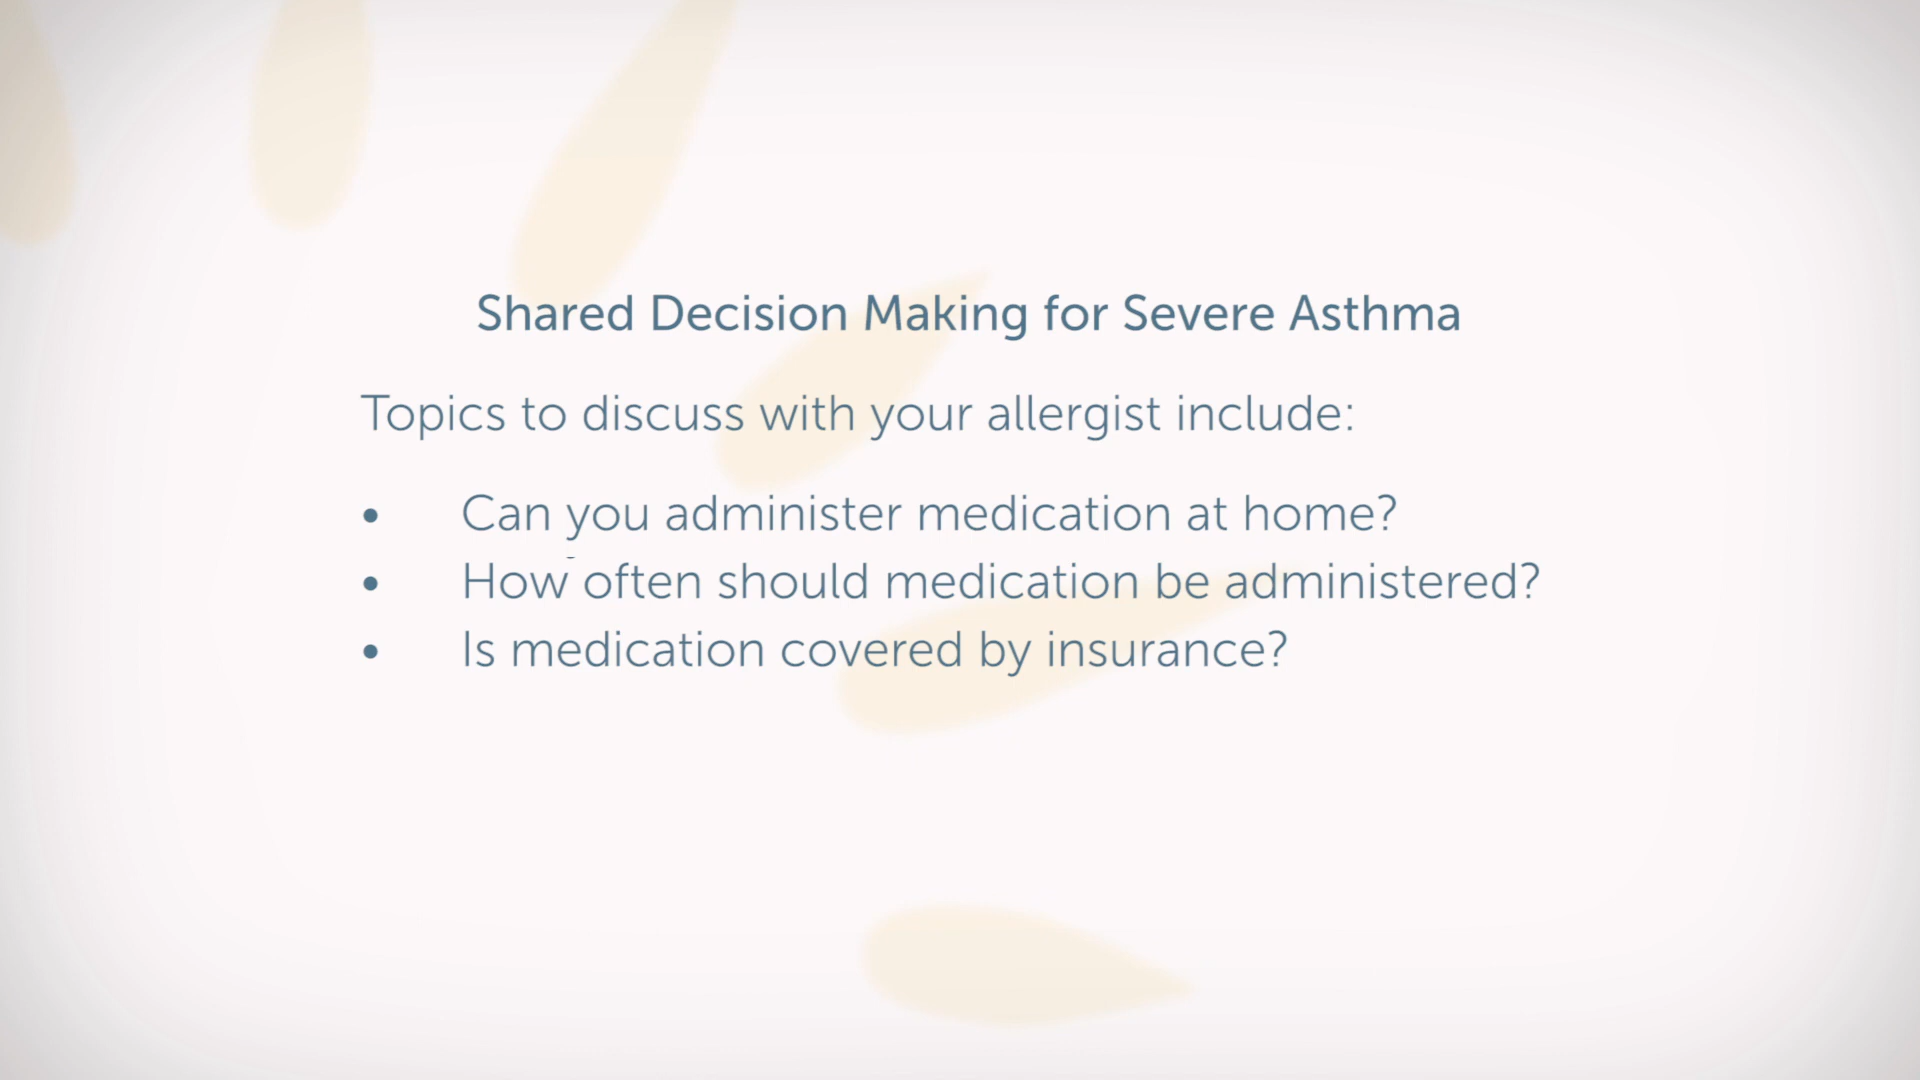 Shared Decision Making for Severe Asthma
Topics to discuss with your allergist include:
• Can you administer medication at home?
• How often should medication be administered?
• Is medication covered by insurance?